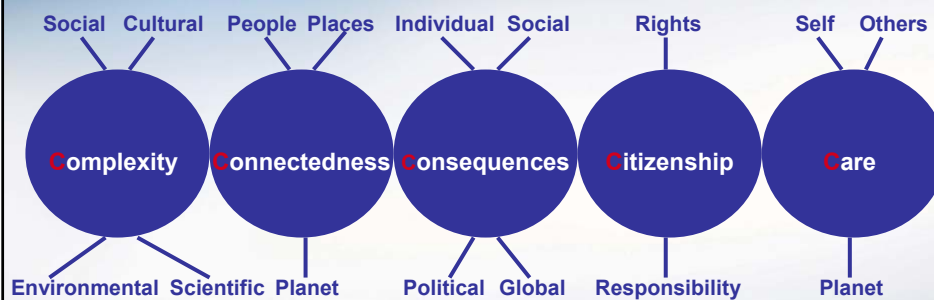 Social Cultural People Places Individual Social Rights Self Others
Complexity Connectedness Consequences Citizenship Care
Environmental Scientific Planet Political Global Responsibility Planet